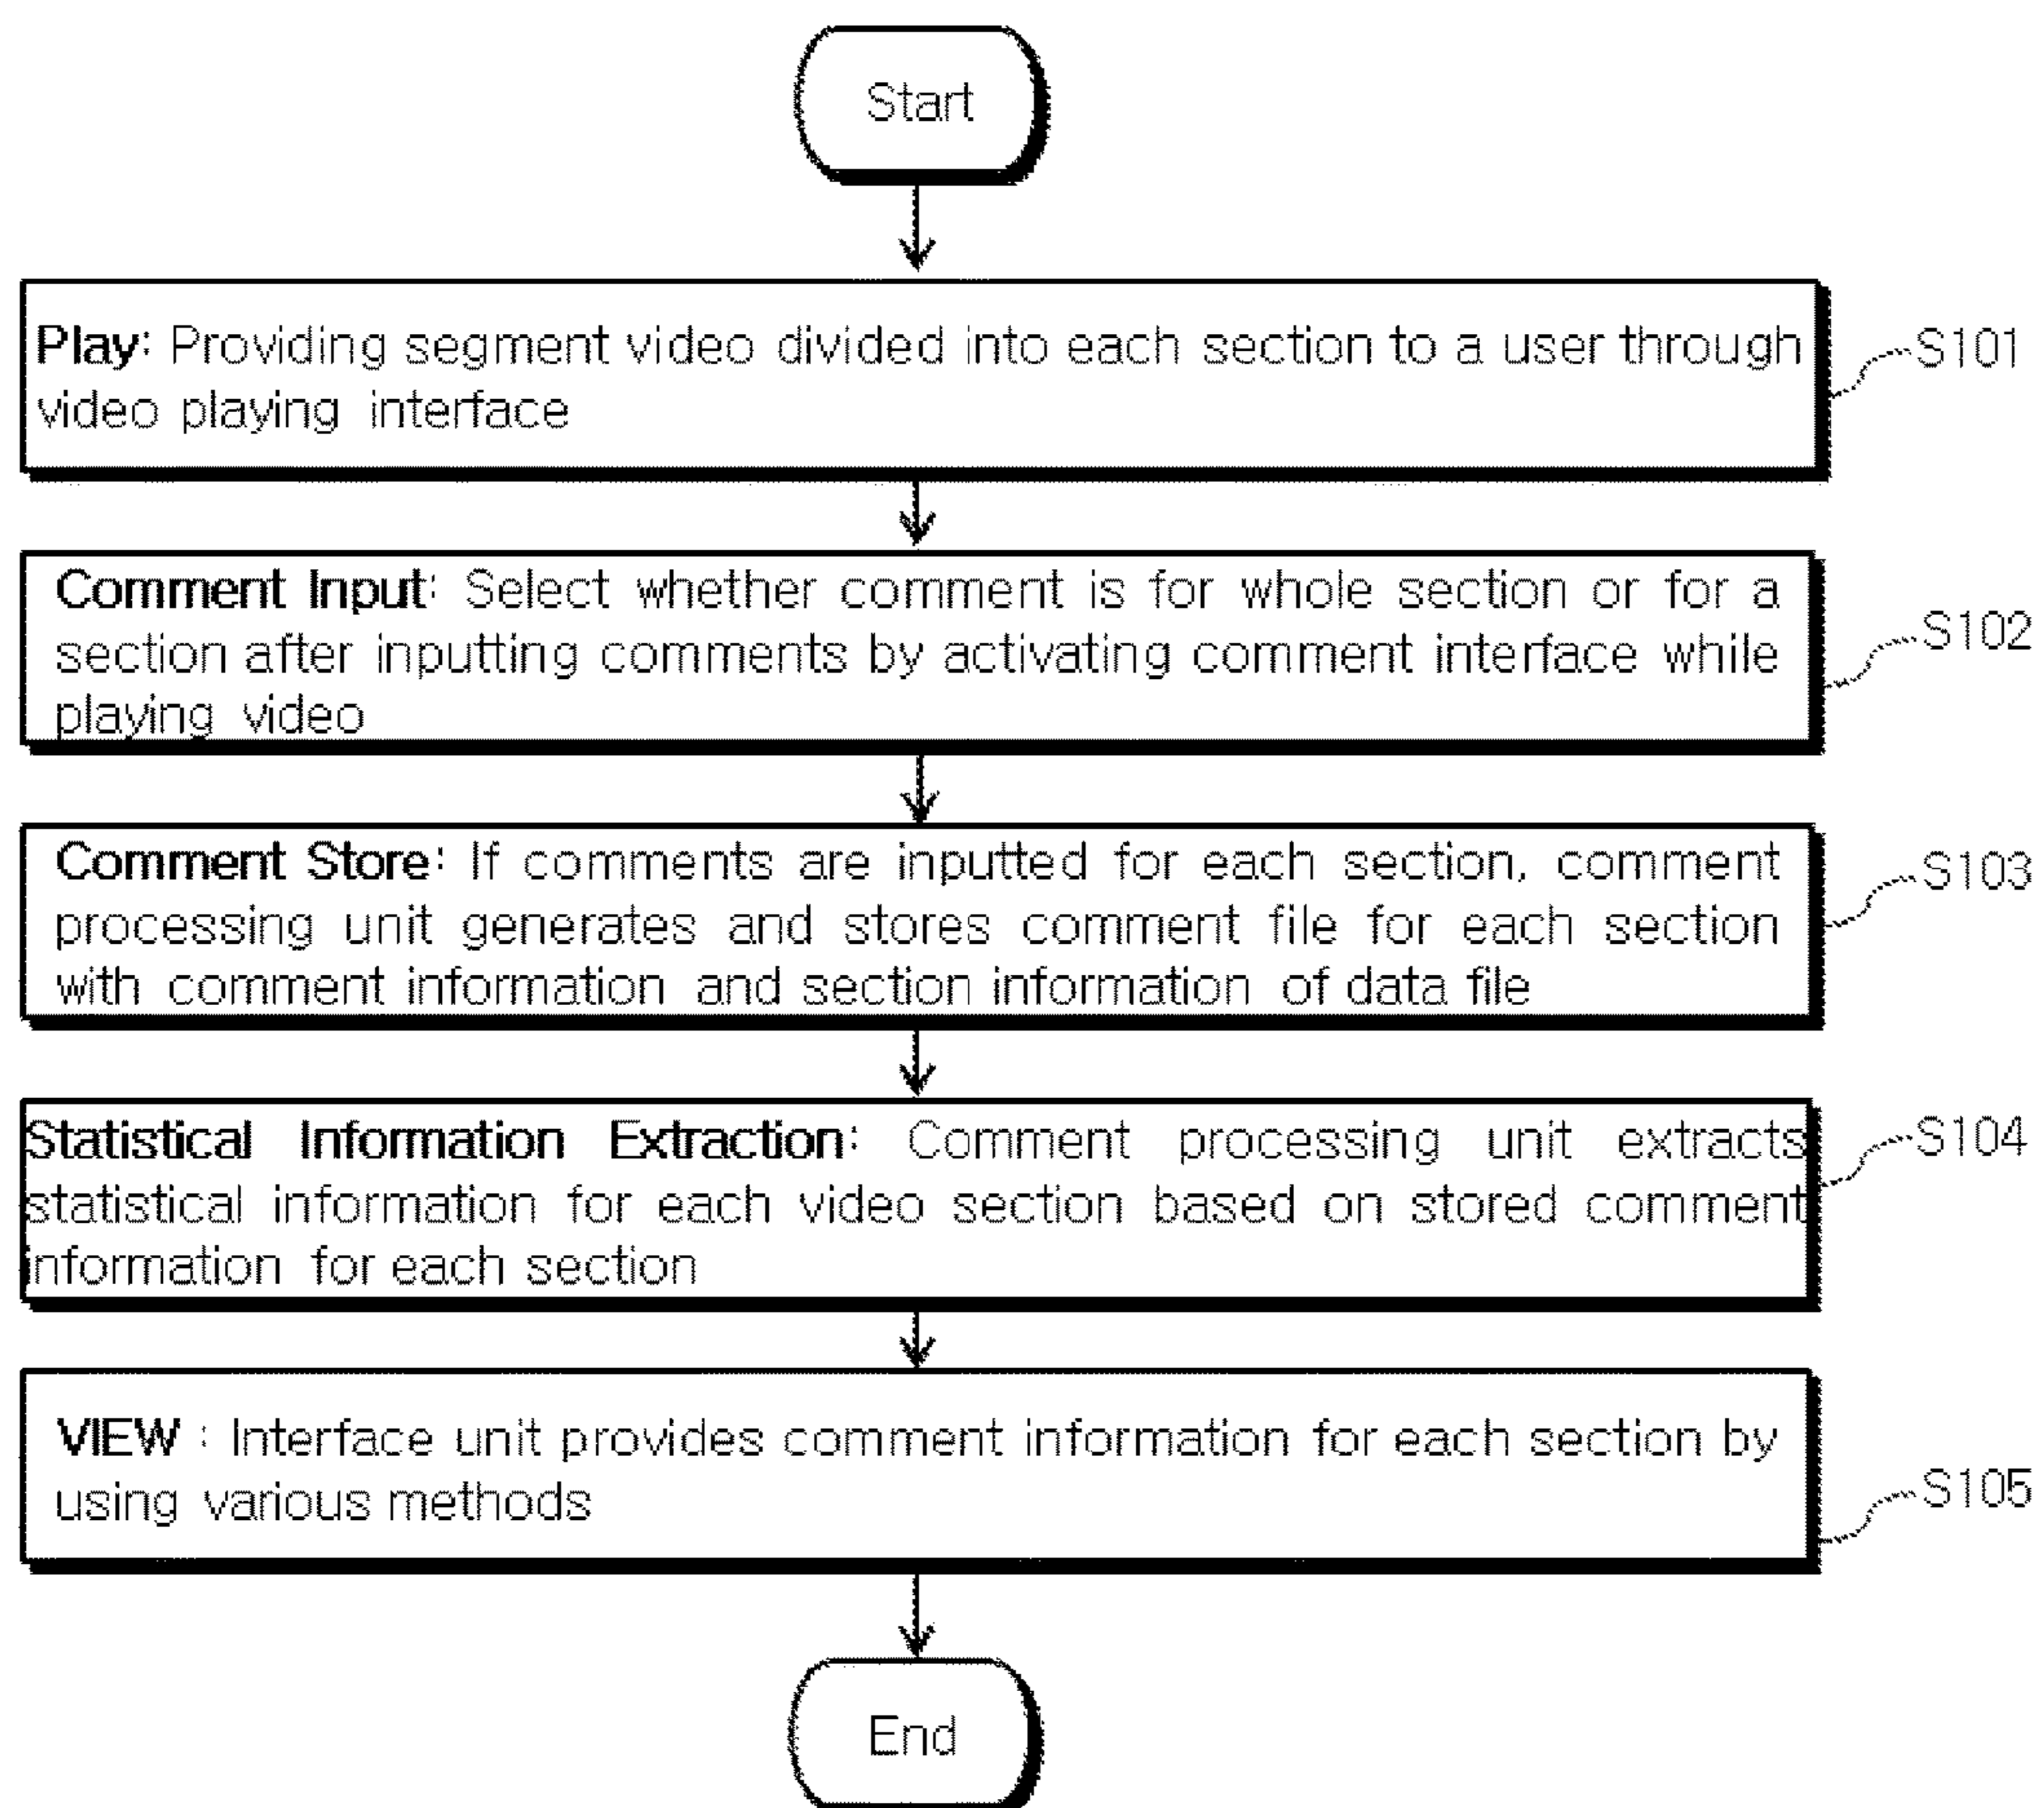 Start
Play: Providing segment video divided into each section to a user through
video playing interface
S101
Comment Input: Select whether comment is for whole section or for a
section after inputting comments by activating comment interface while
playing video
S102
Comment Store: If comments are inputted for each section, comment
processing unit generates and stores comment file for each section
with comment information and section information of data file
S103
Statistical Information Extraction: Comment processing unit extracts
statistical information for each video section based on stored comment
information for each section
S104
VIEW : Interface unit provides comment information for each section by
using various methods
S105
End